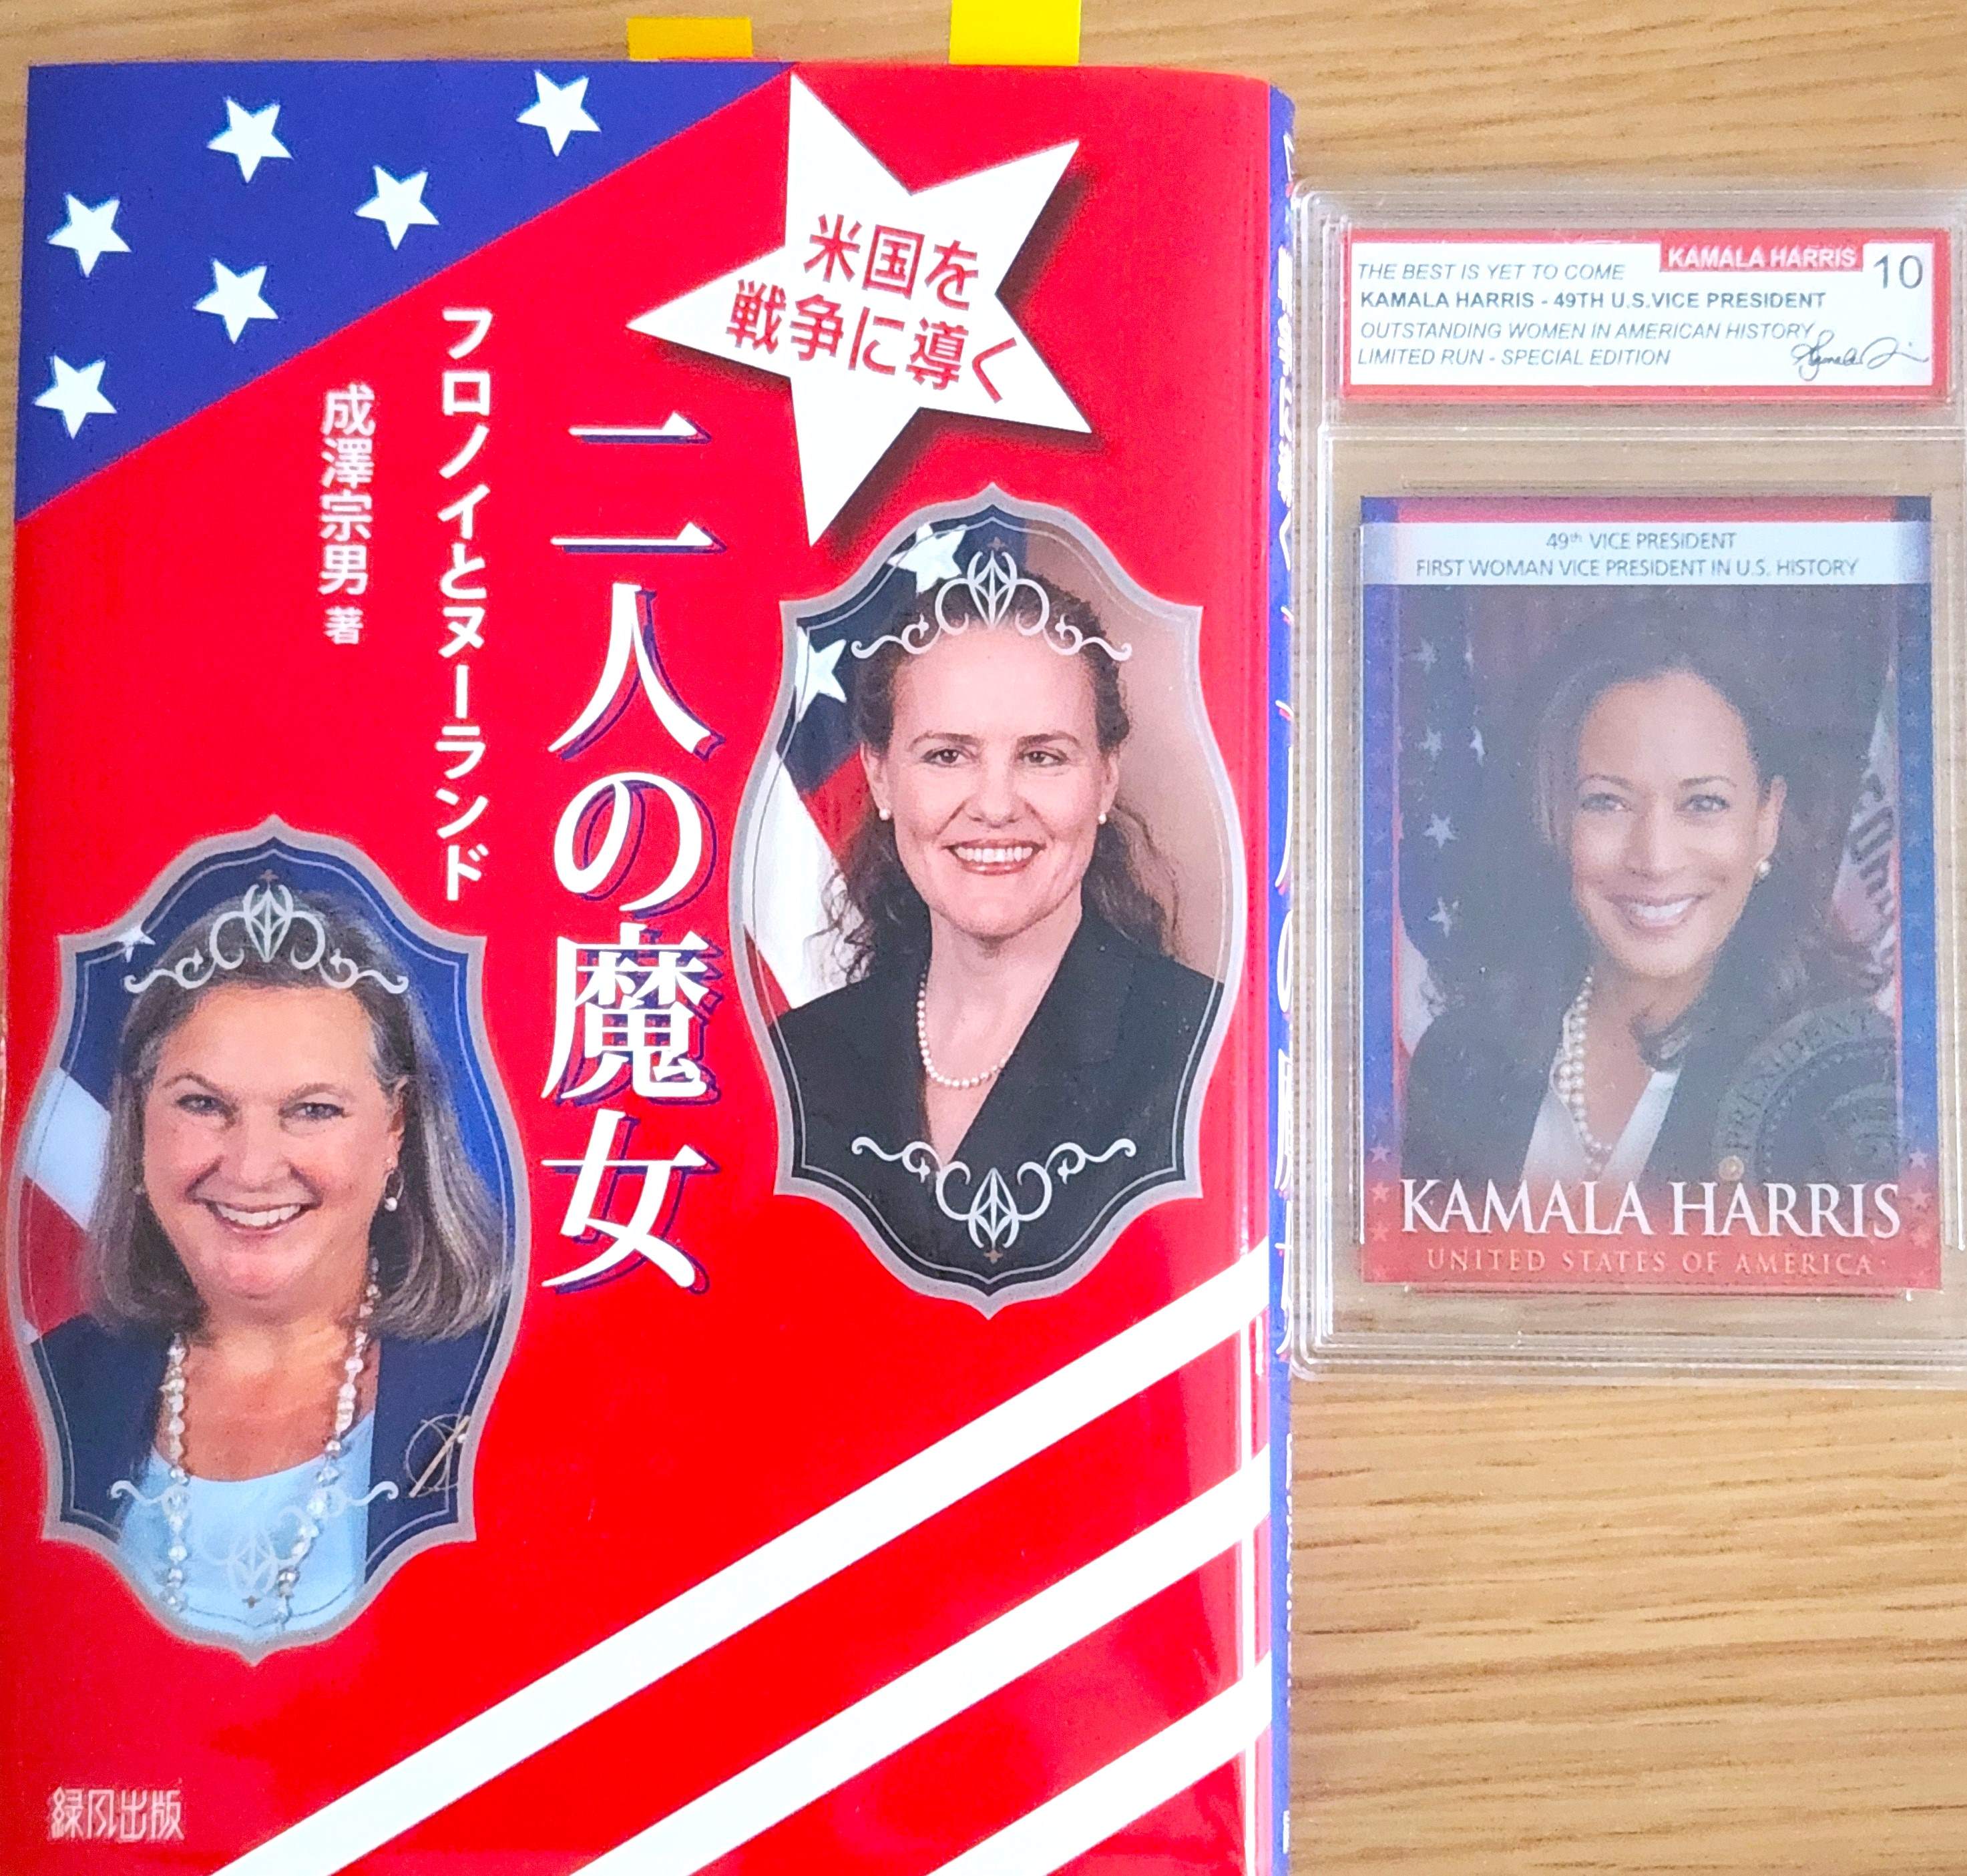 米国を
戦争に導く
二人の魔女
フロノイとヌーランド
成澤宗男 著
緑風出版
KAMALA HARRIS
10
THE BEST IS YET TO COME
KAMALA HARRIS - 49TH U.S.VICE PRESIDENT
OUTSTANDING WOMEN IN AMERICAN HISTORY
LIMITED RUN - SPECIAL EDITION
49th VICE PRESIDENT
FIRST WOMAN VICE PRESIDENT IN U.S. HISTORY
KAMALA HARRIS
UNITED STATES OF AMERICA